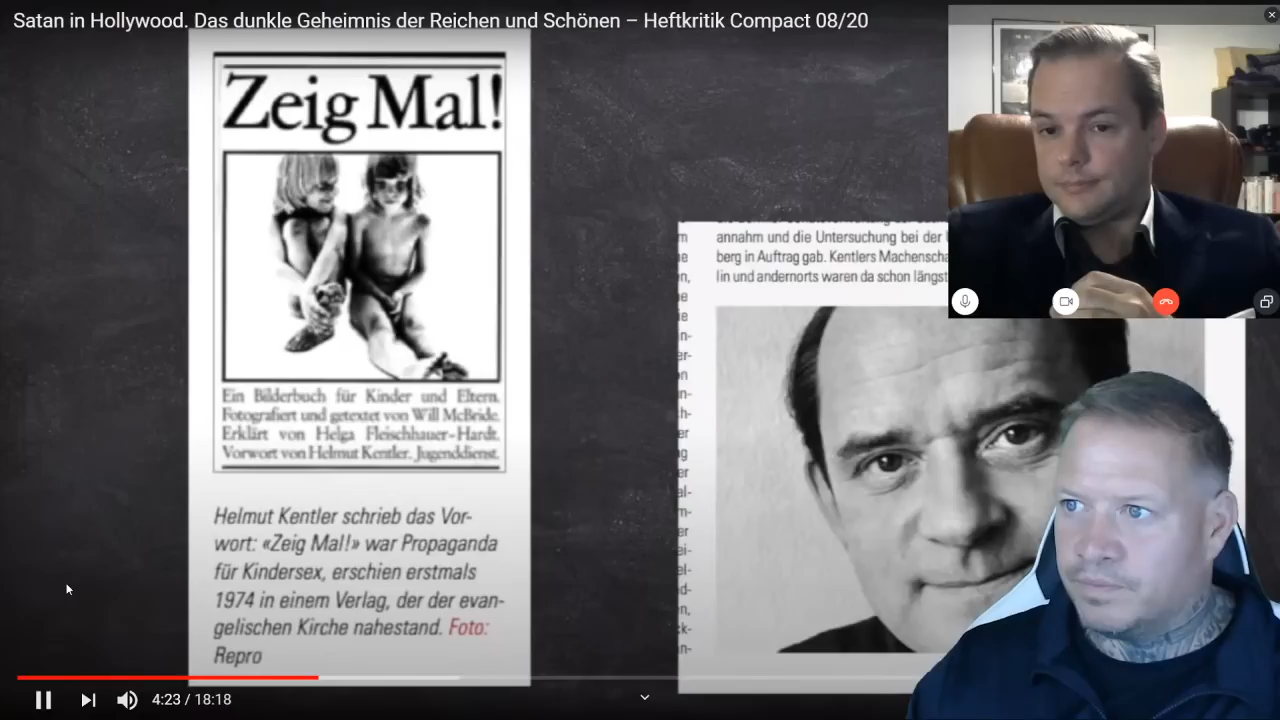 Satan in Hollywood. Das dunkle Geheimnis der Reichen und Schönen – Heftkritik Compact 08/20
Zeig Mal!
Ein Bilderbuch für Kinder und Eltern.
Fotografiert und getextet von Will McBride.
Erklärt von Helga Fleischhauer-Hardt.
Vorwort von Helmut Kentler. Jugenddienst.
Helmut Kentler schrieb das Vor-
wort: «Zeig Mal!» war Propaganda
für Kindersex, erschien erstmals
1974 in einem Verlag, der der evan-
gelischen Kirche nahestand. Foto:
Repro
annahm und die Untersuchung bei der
berg in Auftrag gab. Kentlers Machenscha
lin und andernorts waren da schon längst
4:23 / 18:18